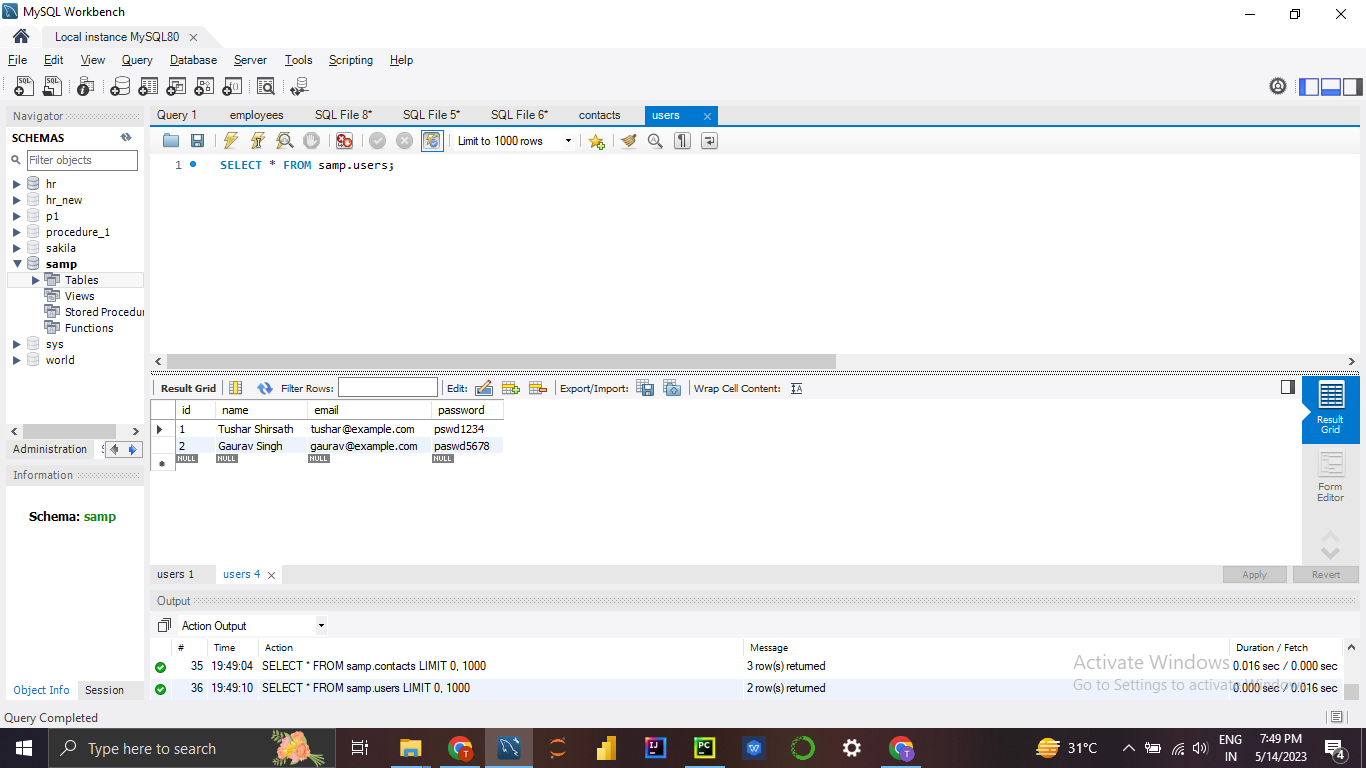 MySQL Workbench
Local instance MySQL80
File Edit View Query Database Server Tools Scripting Help
Navigator
SCHEMAS
Filter objects
hr
hr_new
p1
procedure_1
sakila
samp
Tables
Views
Stored Procedur
Functions
sys
world
Administration
Information
Schema: samp
Object Info Session
Query 1 employees SQL File 8* SQL File 5* SQL File 6* contacts users
Limit to 1000 rows
1 SELECT * FROM samp.users;
Result Grid Filter Rows: Edit: Export/Import: Wrap Cell Content:
id name email password
1 Tushar Shirsath tushar@example.com pswd1234
2 Gaurav Singh gaurav@example.com paswd5678
NULL NULL NULL NULL
Result
Grid
Form
Editor
users 1 users 4
Apply Revert
Output
Action Output
# Time Action Message Duration / Fetch
35 19:49:04 SELECT * FROM samp.contacts LIMIT 0, 1000 3 row(s) returned 0.016 sec / 0.000 sec
36 19:49:10 SELECT * FROM samp.users LIMIT 0, 1000 2 row(s) returned 0.000 sec / 0.016 sec
Activate Windows
Go to Settings to activate Windows.
Query Completed
Type here to search
31°C
ENG
IN
7:49 PM
5/14/2023
4